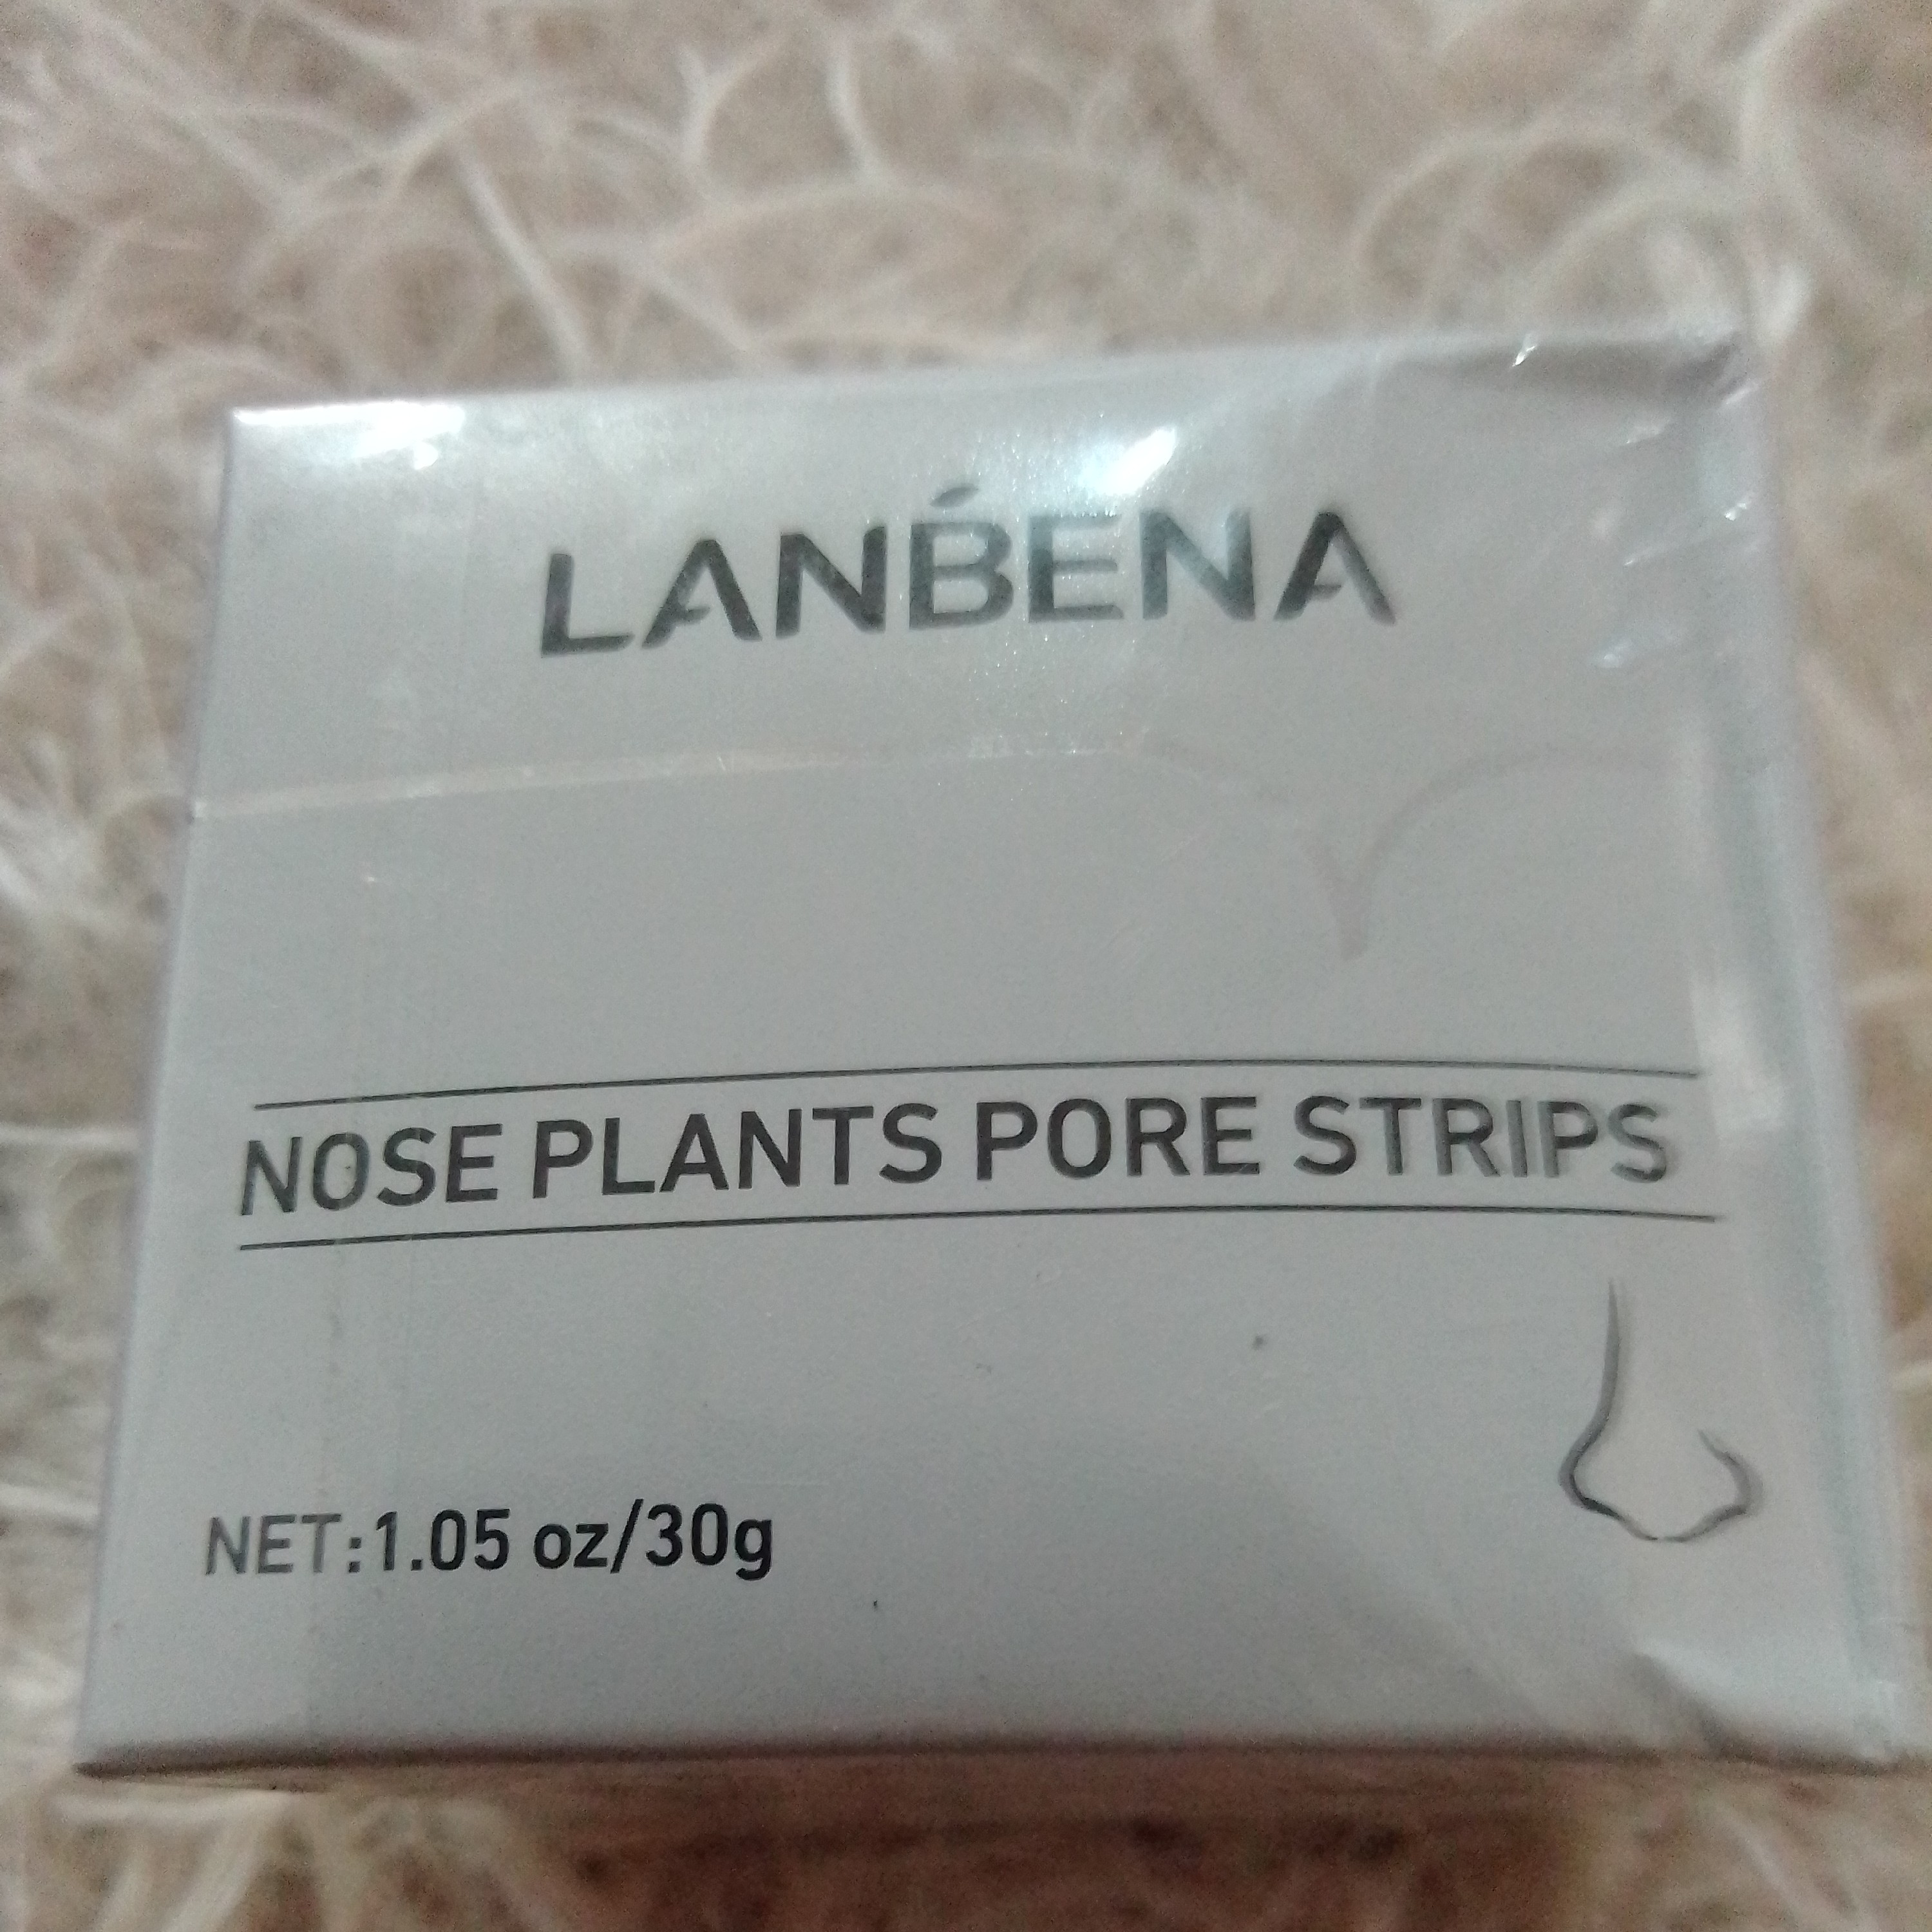 LANBENA
NOSE PLANTS PORE STRIPS
NET:1.05 oz/30g